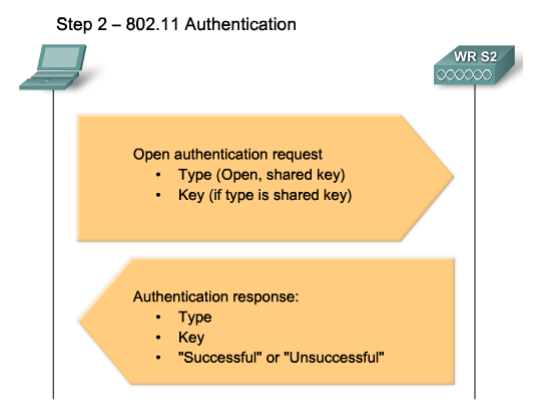 Step 2 – 802.11 Authentication
WR S2
Open authentication request
• Type (Open, shared key)
• Key (if type is shared key)
Authentication response:
• Type
• Key
• "Successful" or "Unsuccessful"